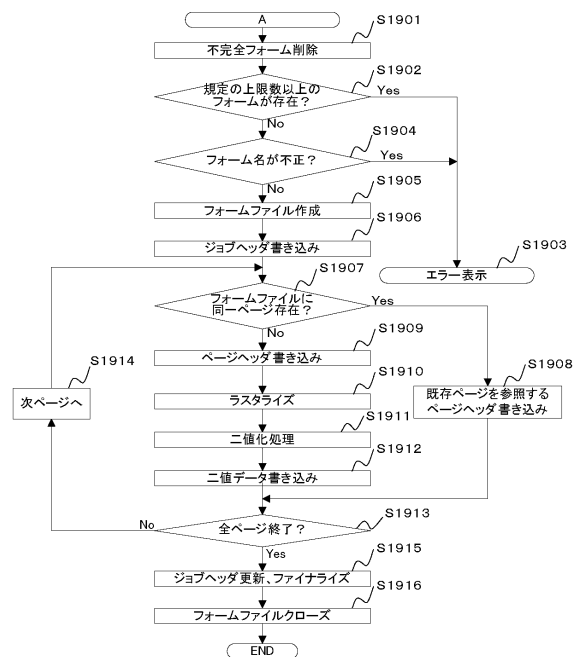 A
S1901
不完全フォーム削除
S1902
規定の上限数以上の
フォームが存在？
Yes
No
S1904
フォーム名が不正？
Yes
No
S1905
フォームファイル作成
S1906
ジョブヘッダ書き込み
S1903
エラー表示
S1907
フォームファイルに
同一ページ存在？
Yes
No
S1909
ページヘッダ書き込み
S1908
既存ページを参照する
ページヘッダ書き込み
S1914
次ページへ
S1910
ラスタライズ
S1911
二値化処理
S1912
二値データ書き込み
S1913
全ページ終了？
No
Yes
S1915
ジョブヘッダ更新、ファイナライズ
S1916
フォームファイルクローズ
END